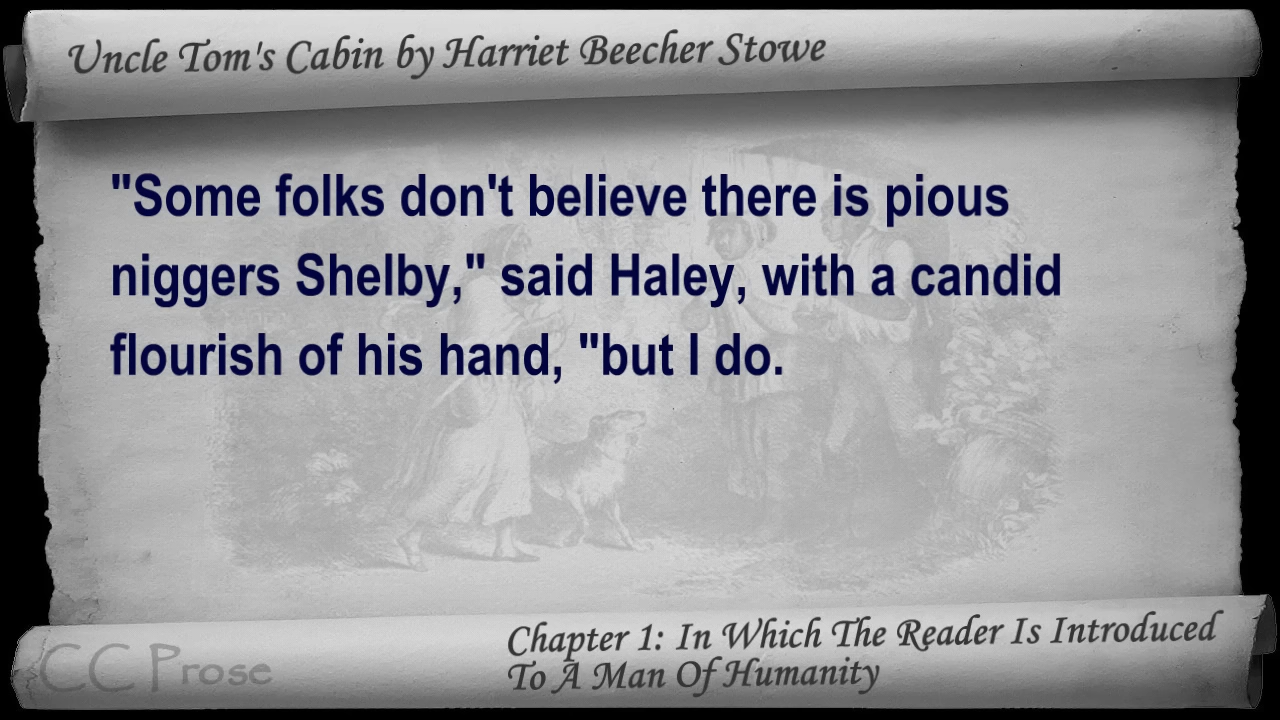 Uncle Tom's Cabin by Harriet Beecher Stowe
"Some folks don't believe there is pious
niggers Shelby," said Haley, with a candid
flourish of his hand, "but I do.
Chapter 1: In Which The Reader Is Introduced
To A Man Of Humanity
CC Prose